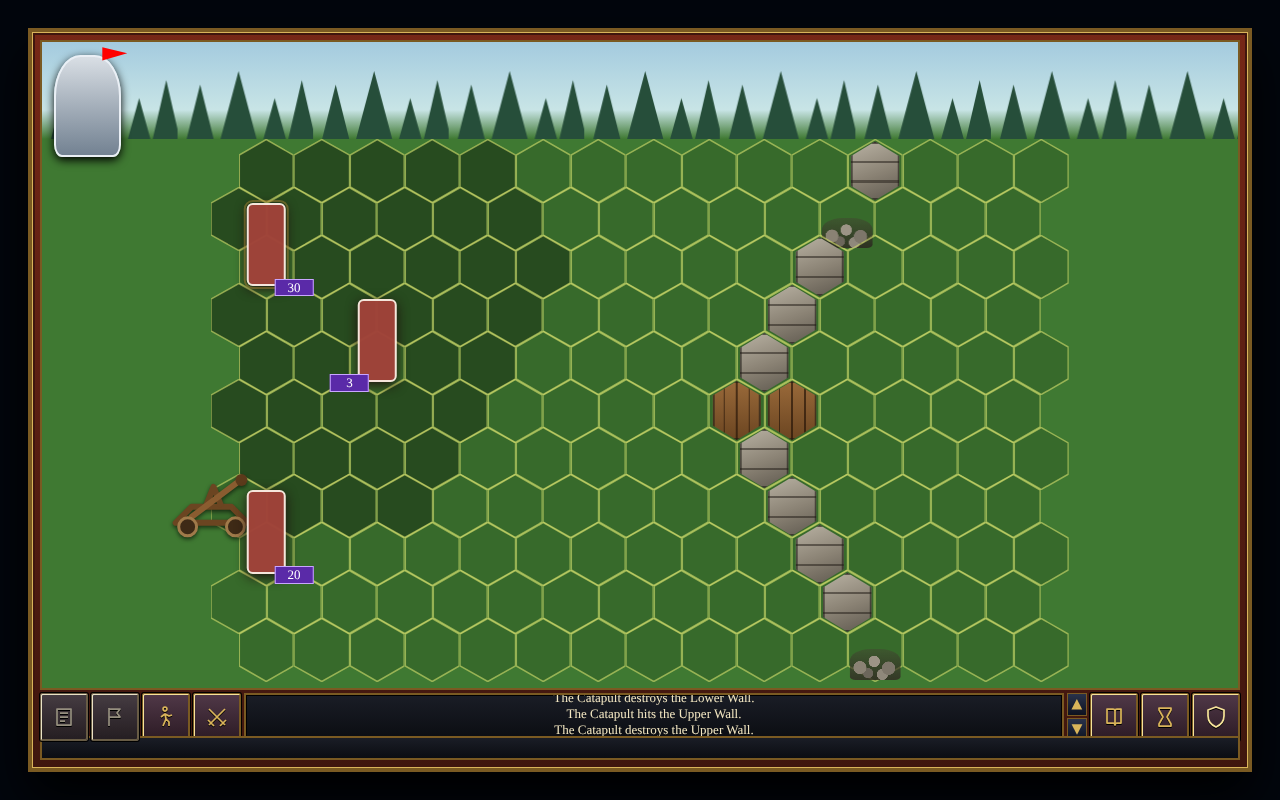 30
3
20
The Catapult destroys the Lower Wall.
The Catapult hits the Upper Wall.
The Catapult destroys the Upper Wall.